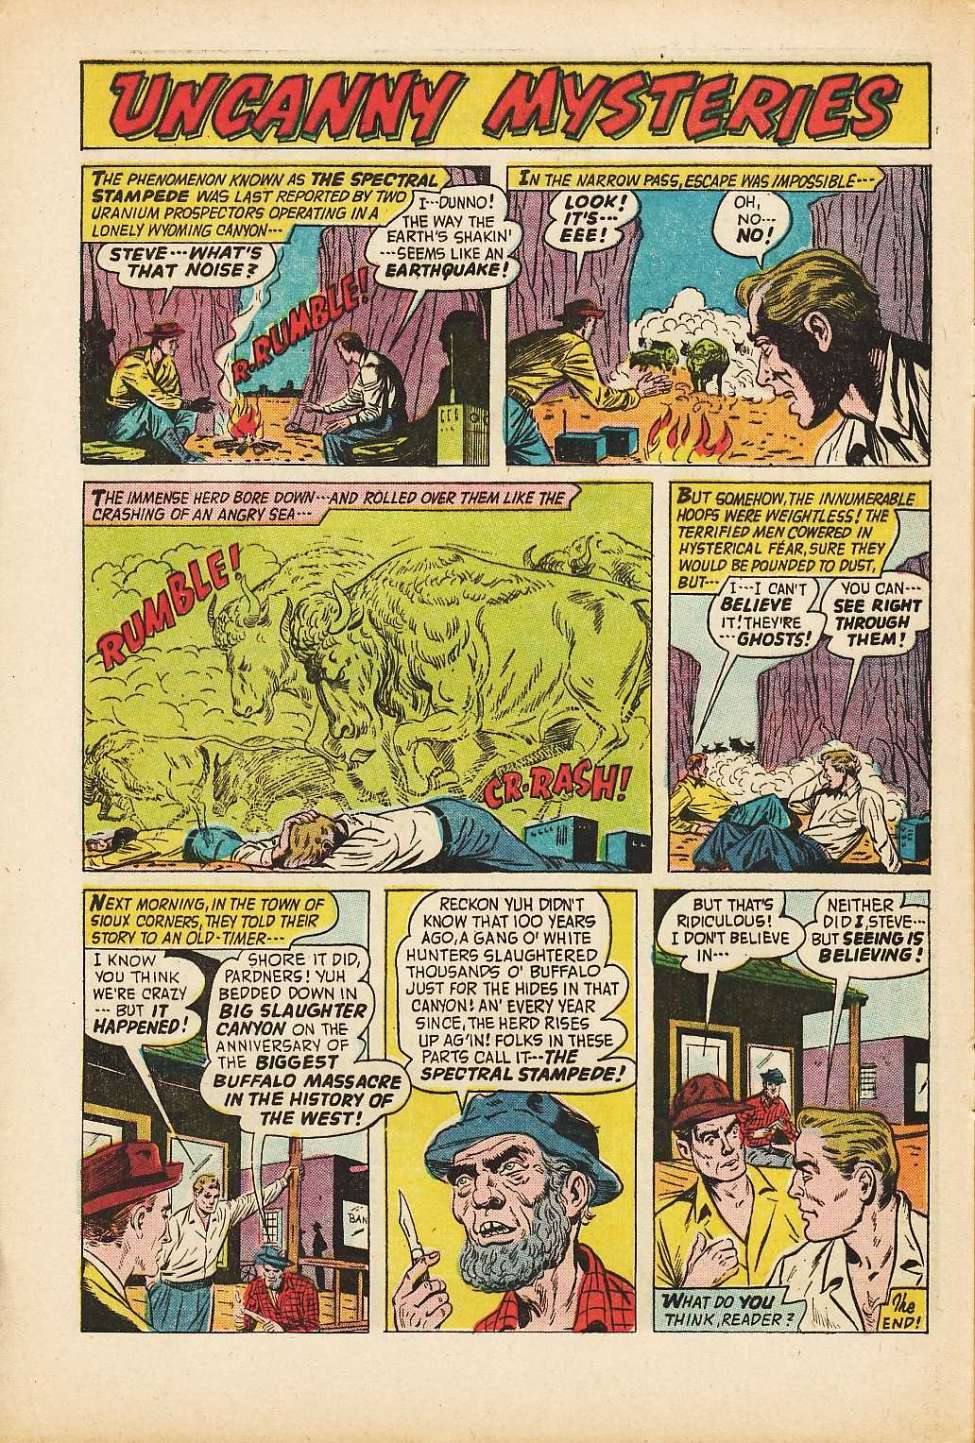 UNCANNY MYSTERIES
THE PHENOMENON KNOWN AS THE SPECTRAL
STAMPEDE WAS LAST REPORTED BY TWO
URANIUM PROSPECTORS OPERATING IN A
LONELY WYOMING CANYON---
STEVE---WHAT'S
THAT NOISE?
I---DUNNO!
THE WAY THE
EARTH'S SHAKIN'
---SEEMS LIKE AN
EARTHQUAKE!
R-RUMBLE!
IN THE NARROW PASS, ESCAPE WAS IMPOSSIBLE---
LOOK!
IT'S---
EEE!
OH,
NO---
NO!
THE IMMENSE HERD BORE DOWN---AND ROLLED OVER THEM LIKE THE
CRASHING OF AN ANGRY SEA---
RUMBLE!
CR-RASH!
BUT SOMEHOW, THE INNUMERABLE
HOOFS WERE WEIGHTLESS! THE
TERRIFIED MEN COWERED IN
HYSTERICAL FEAR, SURE THEY
WOULD BE POUNDED TO DUST,
BUT---
I---I CAN'T
BELIEVE
IT! THEY'RE
---GHOSTS!
YOU CAN---
SEE RIGHT
THROUGH
THEM!
NEXT MORNING, IN THE TOWN OF
SIOUX CORNERS, THEY TOLD THEIR
STORY TO AN OLD-TIMER---
I KNOW
YOU THINK
WE'RE CRAZY
--- BUT IT
HAPPENED!
SHORE IT DID,
PARDNERS! YUH
BEDDED DOWN IN
BIG SLAUGHTER
CANYON ON THE
ANNIVERSARY OF
THE BIGGEST
BUFFALO MASSACRE
IN THE HISTORY OF
THE WEST!
BAN
RECKON YUH DIDN'T
KNOW THAT 100 YEARS
AGO, A GANG O' WHITE
HUNTERS SLAUGHTERED
THOUSANDS O' BUFFALO
JUST FOR THE HIDES IN THAT
CANYON! AN' EVERY YEAR
SINCE, THE HERD RISES
UP AG'IN! FOLKS IN THESE
PARTS CALL IT--THE
SPECTRAL STAMPEDE!
BUT THAT'S
RIDICULOUS!
I DON'T BELIEVE
IN---
NEITHER
DID I, STEVE---
BUT SEEING IS
BELIEVING!
WHAT DO YOU
THINK, READER?
The
END!